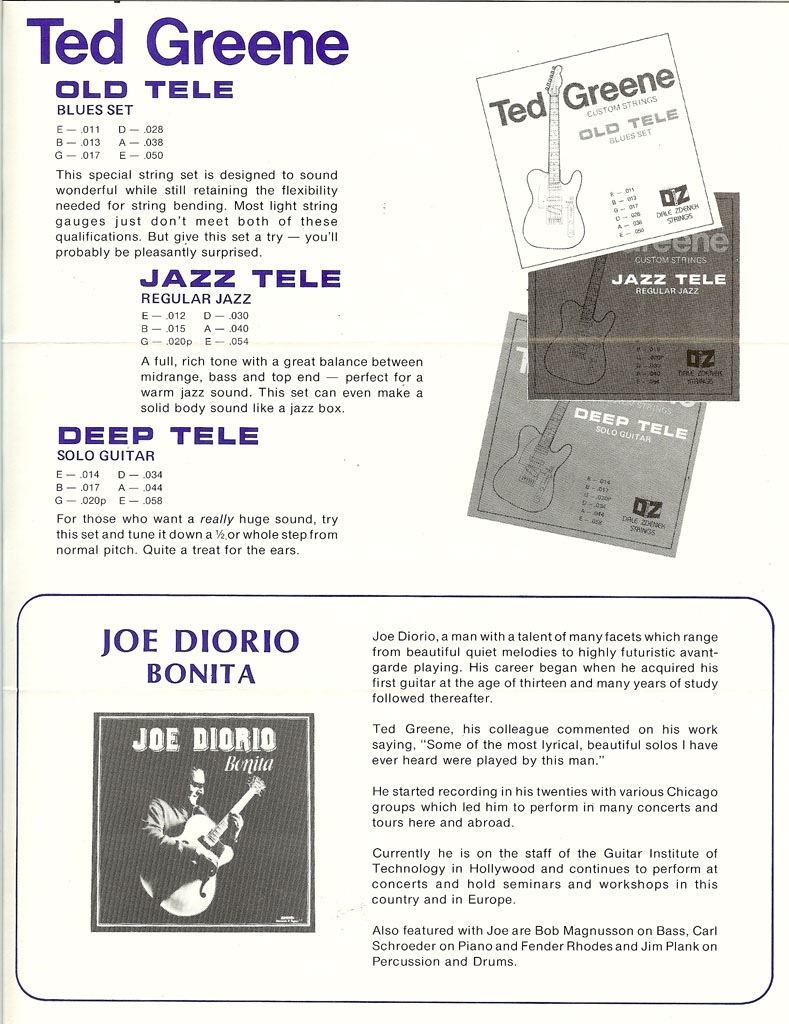 Ted Greene
OLD TELE
BLUES SET
E — .011 D — .028
B — .013 A — .038
G — .017 E — .050
This special string set is designed to sound
wonderful while still retaining the flexibility
needed for string bending. Most light string
gauges just don't meet both of these
qualifications. But give this set a try — you'll
probably be pleasantly surprised.
JAZZ TELE
REGULAR JAZZ
E — .012 D — .030
B — .015 A — .040
G — .020p E — .054
A full, rich tone with a great balance between
midrange, bass and top end — perfect for a
warm jazz sound. This set can even make a
solid body sound like a jazz box.
DEEP TELE
SOLO GUITAR
E — .014 D — .034
B — .017 A — .044
G — .020p E — .058
For those who want a really huge sound, try
this set and tune it down a ½ or whole step from
normal pitch. Quite a treat for the ears.
Ted Greene
CUSTOM STRINGS
OLD TELE
BLUES SET
E — .011
B — .013
G — .017
D — .028
A — .038
E — .050
DZ
DALE ZDENEK
STRINGS
Greene
CUSTOM STRINGS
JAZZ TELE
REGULAR JAZZ
DZ
DALE ZDENEK
STRINGS
T
STRINGS
DEEP TELE
SOLO GUITAR
E — .014
B — .017
G — .020P
D — .034
A — .044
E — .058
DZ
DALE ZDENEK
STRINGS
JOE DIORIO
BONITA
JOE DIORIO
Bonita
Joe Diorio, a man with a talent of many facets which range
from beautiful quiet melodies to highly futuristic avant-
garde playing. His career began when he acquired his
first guitar at the age of thirteen and many years of study
followed thereafter.
Ted Greene, his colleague commented on his work
saying, "Some of the most lyrical, beautiful solos I have
ever heard were played by this man."
He started recording in his twenties with various Chicago
groups which led him to perform in many concerts and
tours here and abroad.
Currently he is on the staff of the Guitar Institute of
Technology in Hollywood and continues to perform at
concerts and hold seminars and workshops in this
country and in Europe.
Also featured with Joe are Bob Magnusson on Bass, Carl
Schroeder on Piano and Fender Rhodes and Jim Plank on
Percussion and Drums.